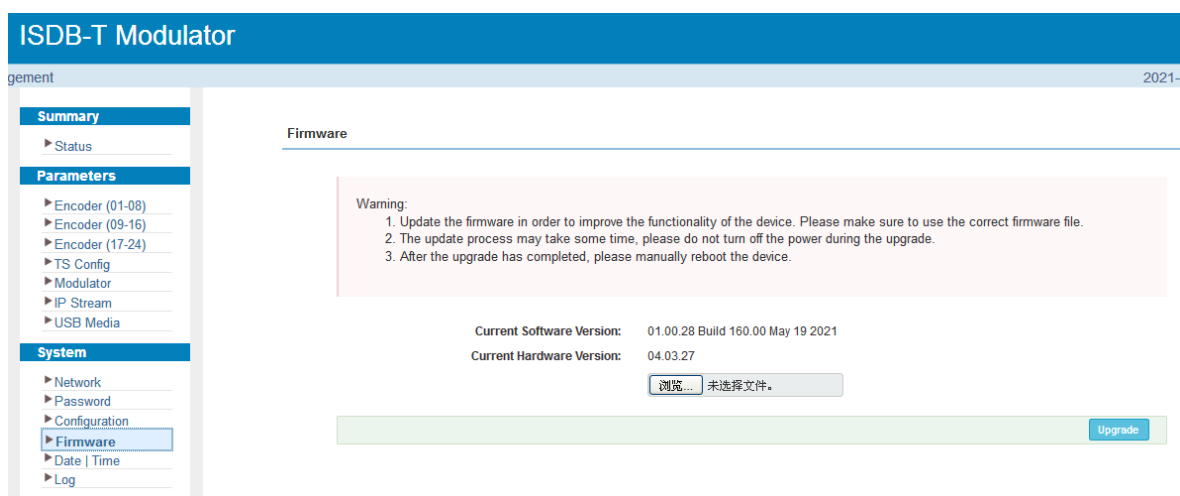 ISDB-T Modulator
gement
2021-
Summary
Status
Parameters
Encoder (01-08)
Encoder (09-16)
Encoder (17-24)
TS Config
Modulator
IP Stream
USB Media
System
Network
Password
Configuration
Firmware
Date | Time
Log
Firmware
Warning:
1. Update the firmware in order to improve the functionality of the device. Please make sure to use the correct firmware file.
2. The update process may take some time, please do not turn off the power during the upgrade.
3. After the upgrade has completed, please manually reboot the device.
Current Software Version: 01.00.28 Build 160.00 May 19 2021
Current Hardware Version: 04.03.27
浏览... 未选择文件。
Upgrade